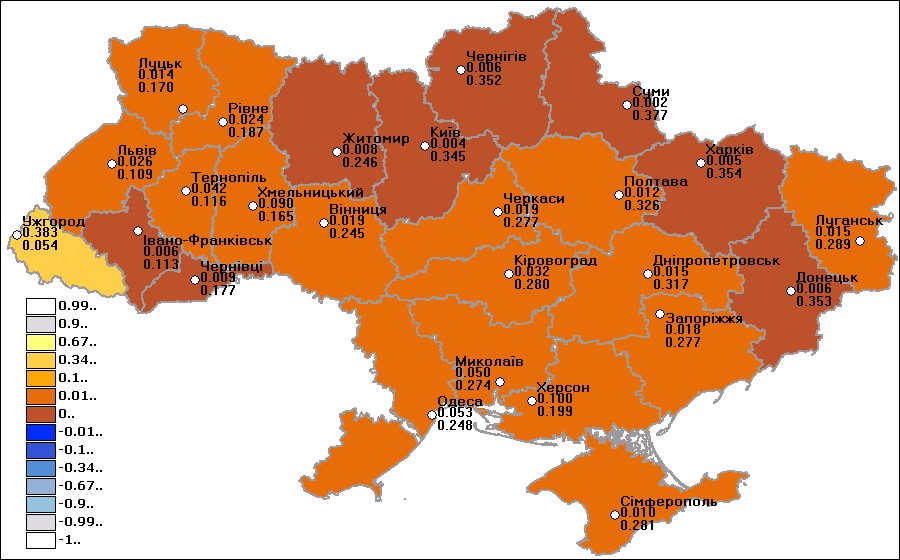 Чернігів
0.006
0.352
Суми
0.002
0.377
Луцьк
0.014
0.170
Рівне
0.024
0.187
Житомир
0.008
0.246
Київ
0.004
0.345
Харків
0.005
0.354
Львів
0.026
0.109
Тернопіль
0.042
0.116
Хмельницький
0.090
0.165
Вінниця
0.019
0.245
Черкаси
0.019
0.277
Полтава
0.012
0.326
Луганськ
0.015
0.289
Ужгород
0.383
0.054
Івано-Франківськ
0.006
0.113
Чернівці
0.009
0.177
Кіровоград
0.032
0.280
Дніпропетровськ
0.015
0.317
Донецьк
0.006
0.353
Запоріжжя
0.018
0.277
Миколаїв
0.050
0.274
Херсон
0.100
0.199
Одеса
0.053
0.248
Сімферополь
0.010
0.281
0.99..
0.9..
0.67..
0.34..
0.1..
0.01..
0..
-0.01..
-0.1..
-0.34..
-0.67..
-0.9..
-0.99..
-1..